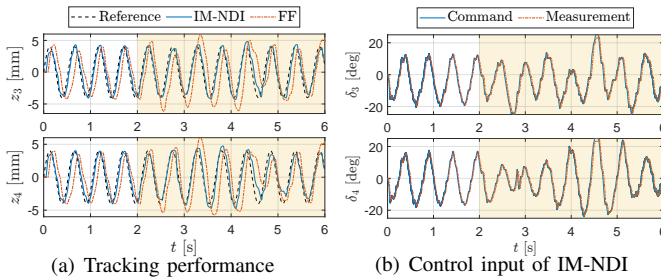 Reference IM-NDI FF
z3 [mm]
5
0
-5
0 1 2 3 4 5 6
z4 [mm]
5
0
-5
0 1 2 3 4 5 6
t [s]
(a) Tracking performance
Command Measurement
δ3 [deg]
20
0
-20
0 1 2 3 4 5 6
δ4 [deg]
20
0
-20
0 1 2 3 4 5 6
t [s]
(b) Control input of IM-NDI